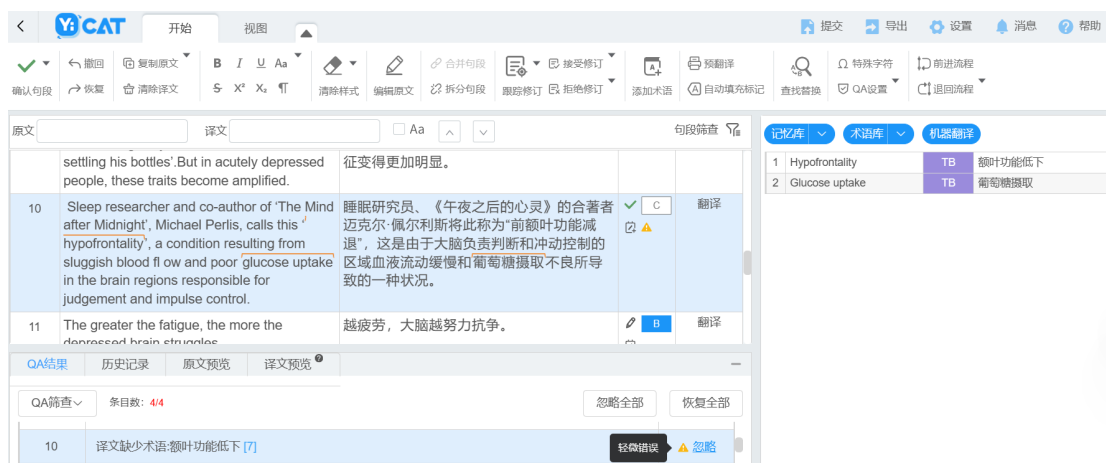 YiCAT 开始 视图 提交 导出 设置 消息 帮助
撤回 复制原文 B I U Aa 合并句段 接受修订 预翻译 Ω 特殊字符 前进流程
确认句段 恢复 清除译文 S X² X₂ ¶ 清除样式 编辑原文 拆分句段 跟踪修订 拒绝修订 添加术语 自动填充标记 查找替换 QA设置 退回流程
原文 译文 Aa 句段筛查
记忆库 术语库 机器翻译
1 Hypofrontality TB 额叶功能低下
2 Glucose uptake TB 葡萄糖摄取
settling his bottles'.But in acutely depressed
people, these traits become amplified.
征变得更加明显。
10
Sleep researcher and co-author of 'The Mind
after Midnight', Michael Perlis, calls this '
hypofrontality', a condition resulting from
sluggish blood fl ow and poor glucose uptake
in the brain regions responsible for
judgement and impulse control.
睡眠研究员、《午夜之后的心灵》的合著者
迈克尔·佩尔利斯将此称为“前额叶功能减
退”，这是由于大脑负责判断和冲动控制的
区域血液流动缓慢和葡萄糖摄取不良所导
致的一种状况。
C 翻译
11
The greater the fatigue, the more the
depressed brain struggles
越疲劳，大脑越努力抗争。
B 翻译
QA结果 历史记录 原文预览 译文预览
QA筛查 条目数: 4/4 忽略全部 恢复全部
10 译文缺少术语:额叶功能低下 [7] 轻微错误 忽略